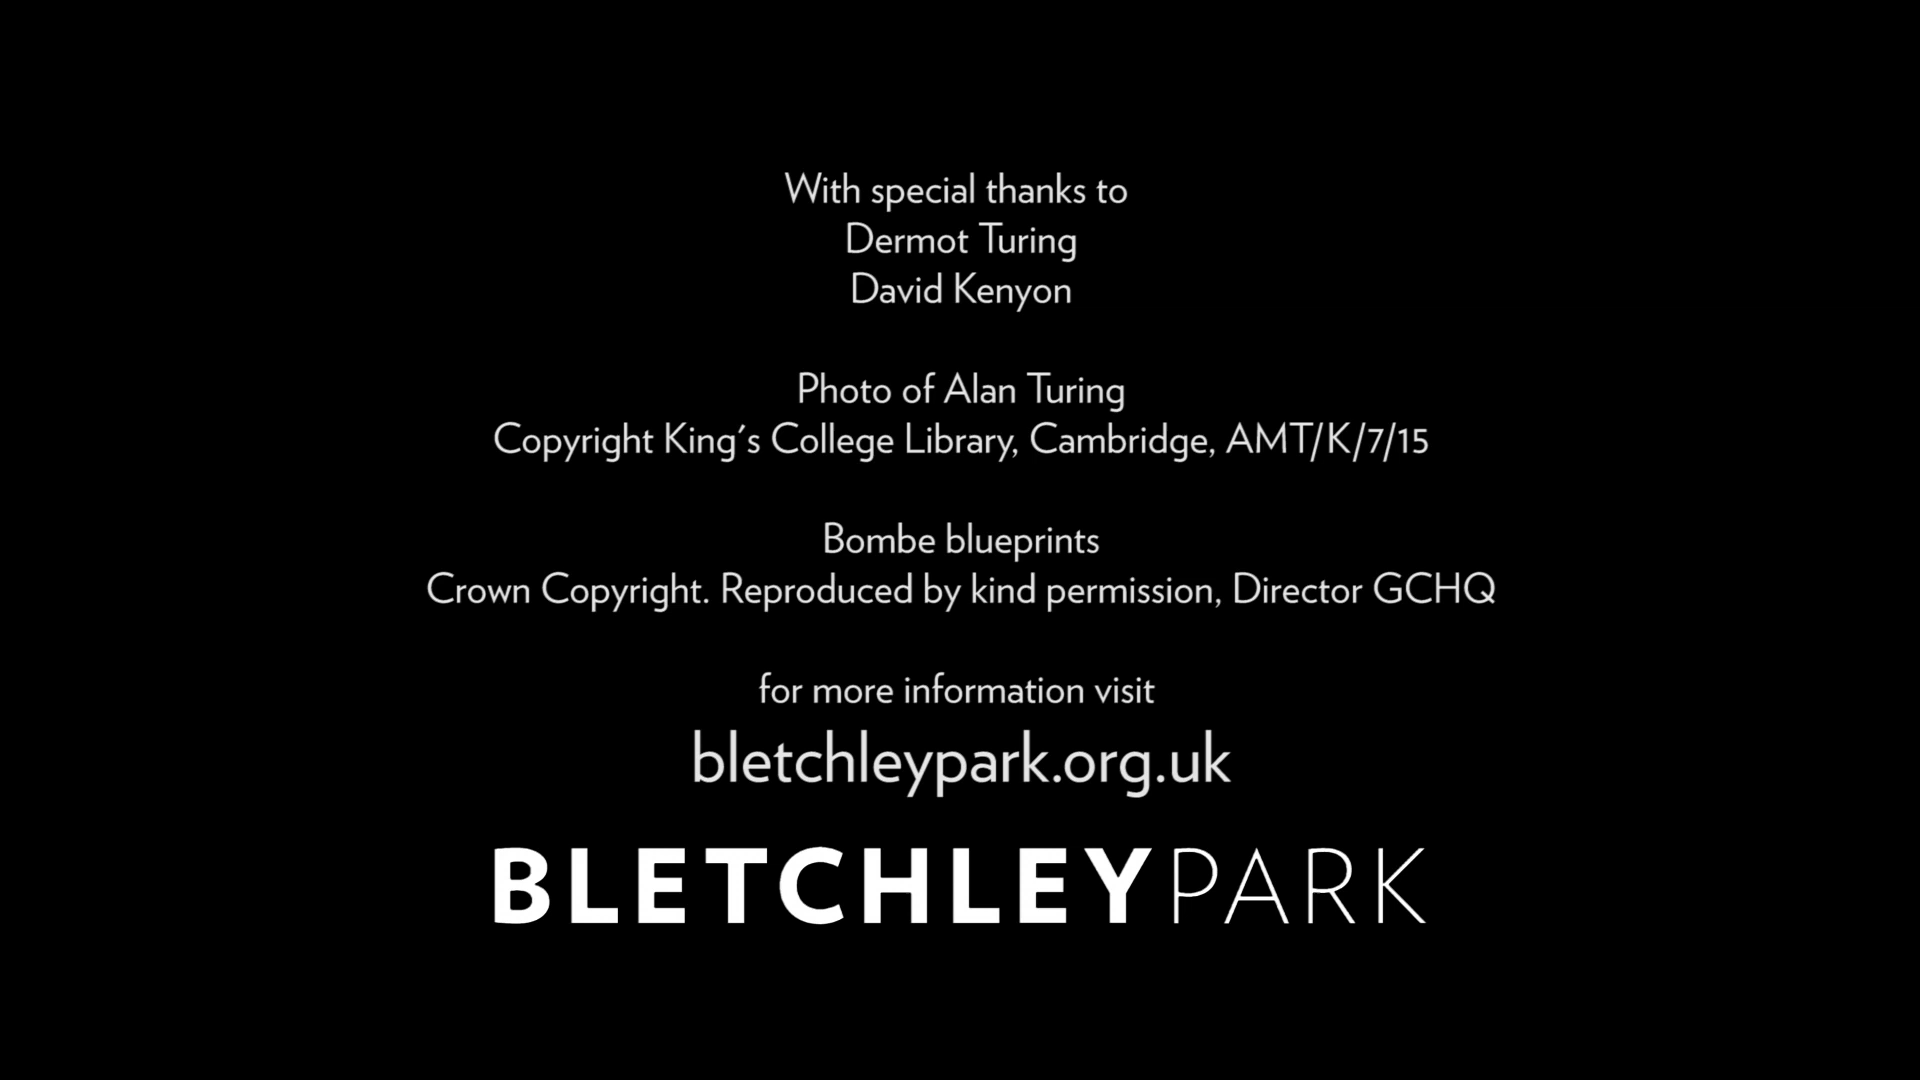 With special thanks to
Dermot Turing
David Kenyon
Photo of Alan Turing
Copyright King's College Library, Cambridge, AMT/K/7/15
Bombe blueprints
Crown Copyright. Reproduced by kind permission, Director GCHQ
for more information visit
bletchleypark.org.uk
BLETCHLEYPARK